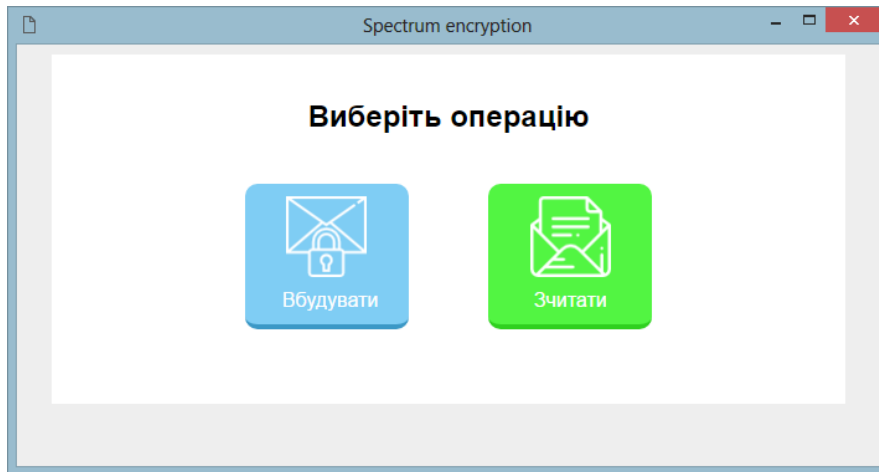 Spectrum encryption
Виберіть операцію
Вбудувати
Зчитати